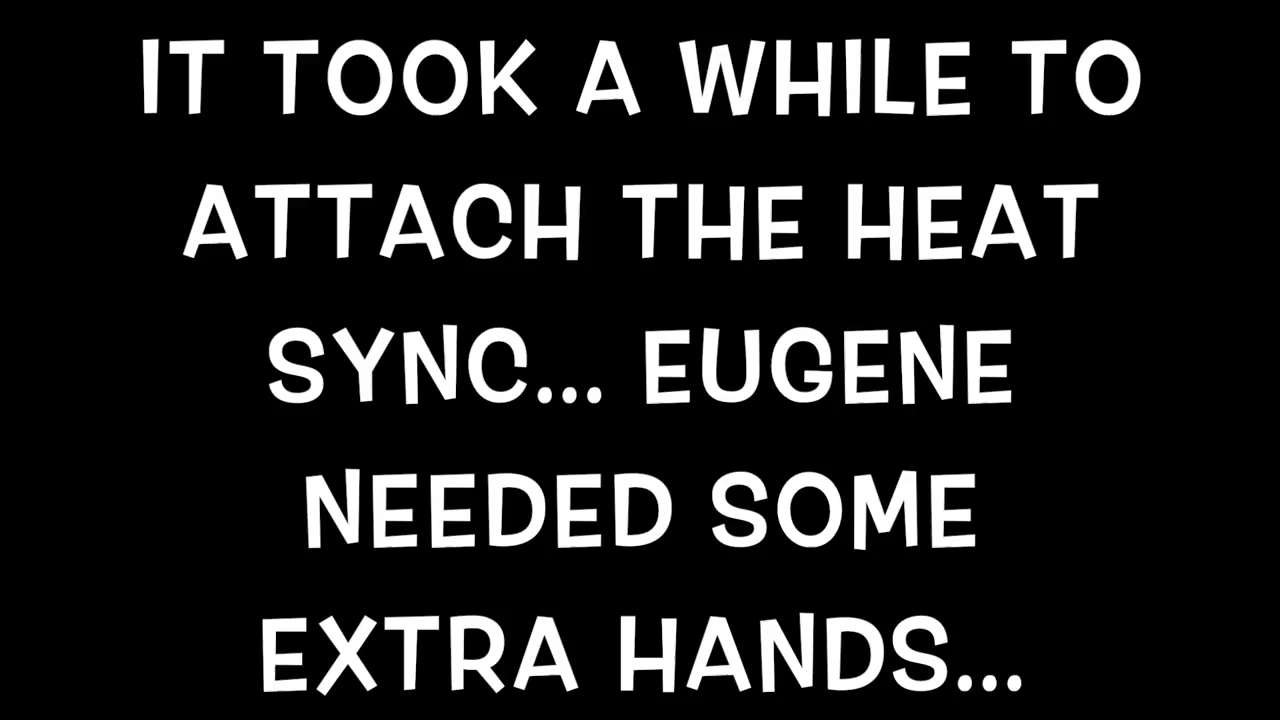 IT TOOK A WHILE TO
ATTACH THE HEAT
SYNC... EUGENE
NEEDED SOME
EXTRA HANDS...